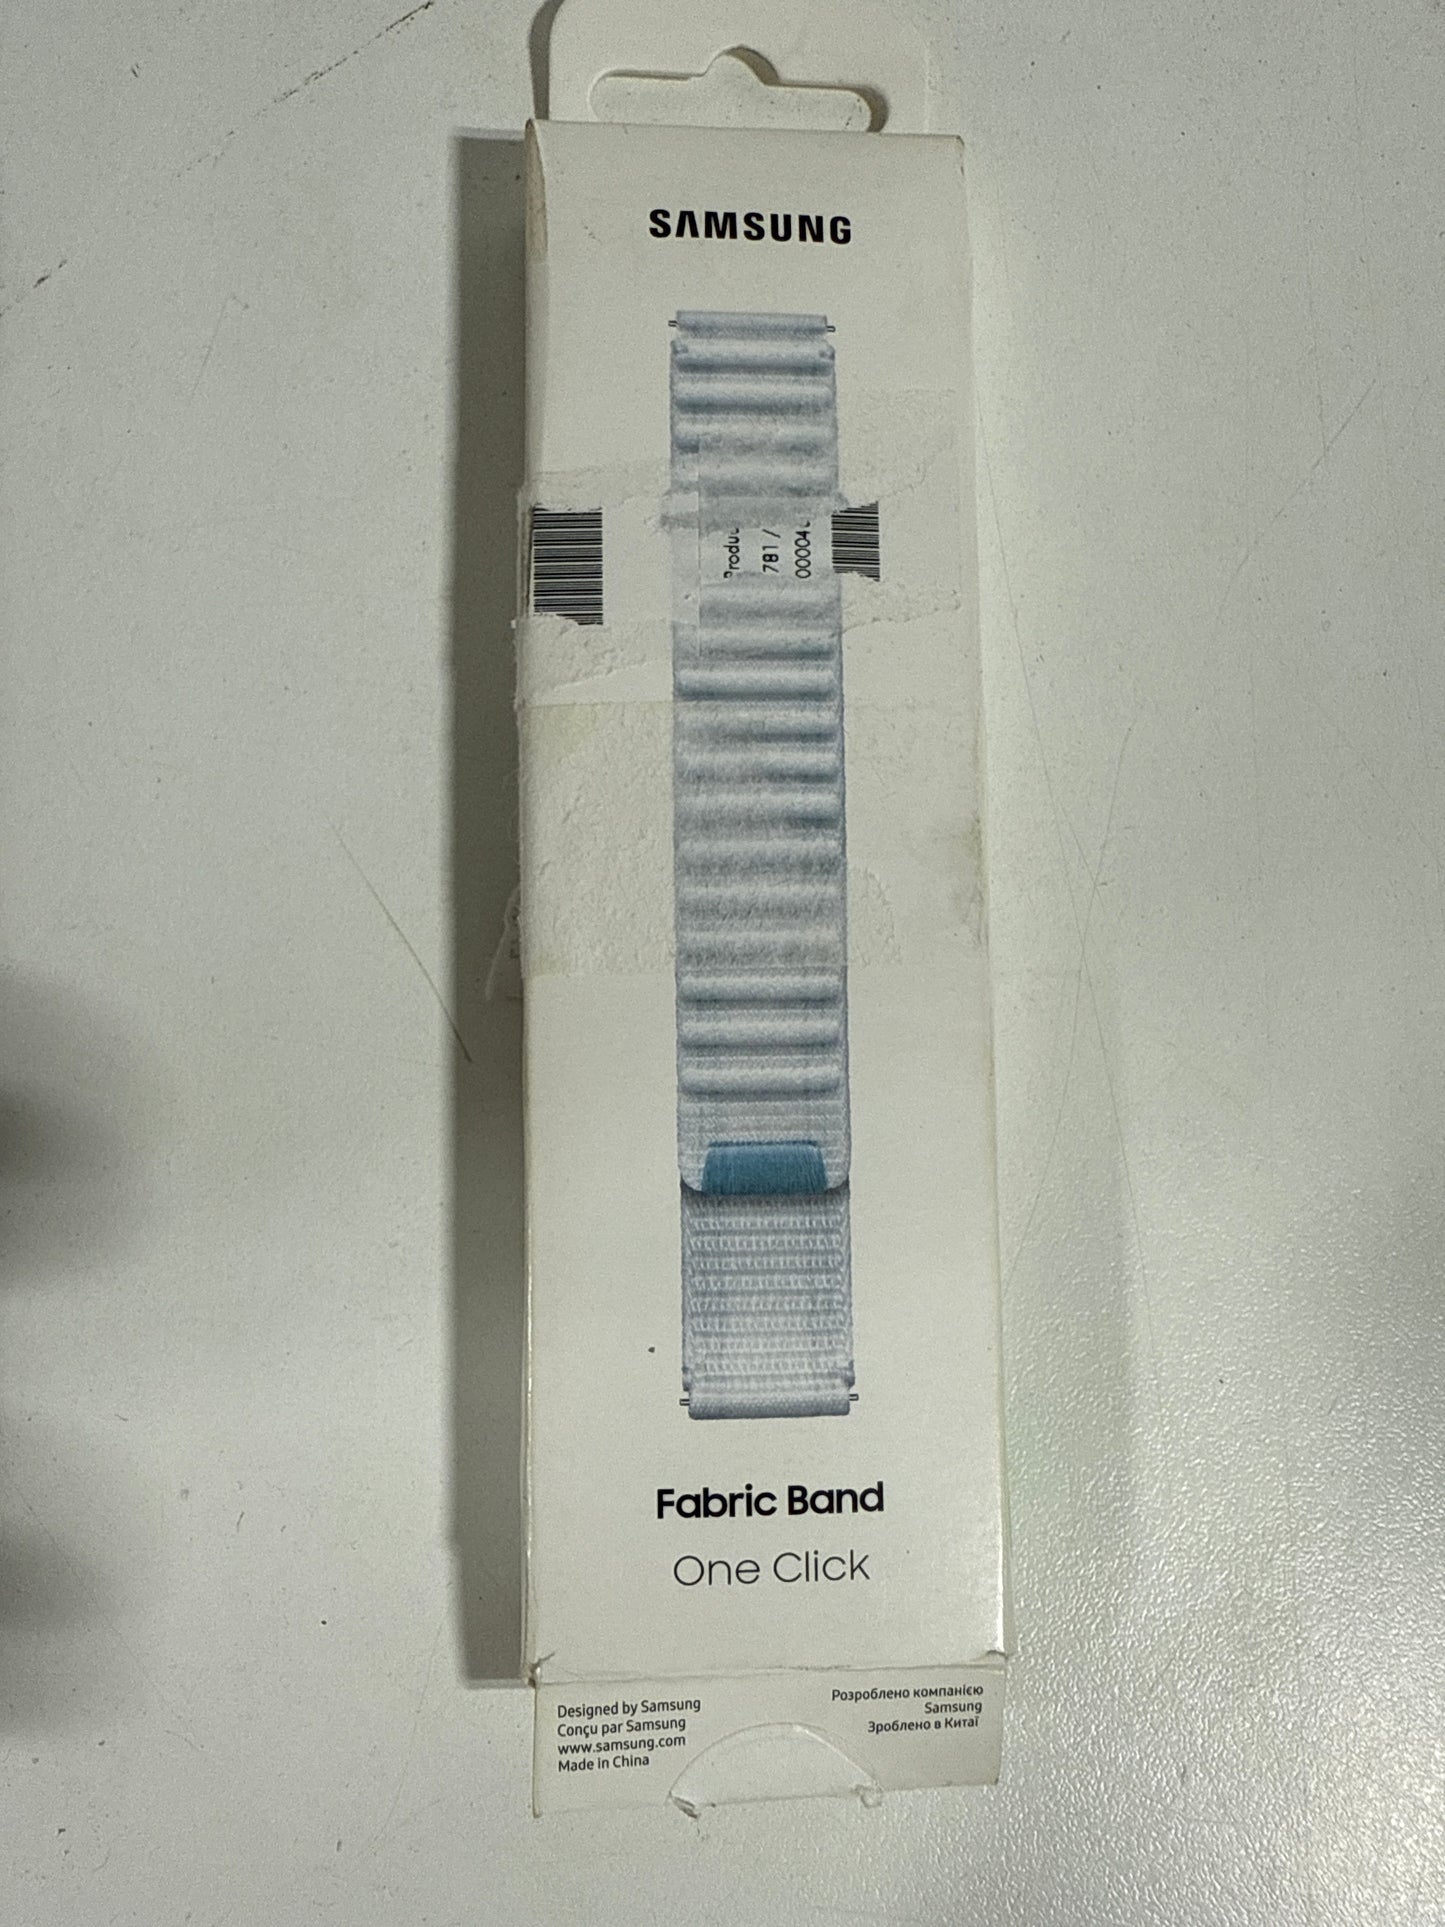 SAMSUNG
781 /
Fabric Band
One Click
Designed by Samsung
Conçu par Samsung
www.samsung.com
Made in China
Розроблено компанією
Samsung
Зроблено в Китаї